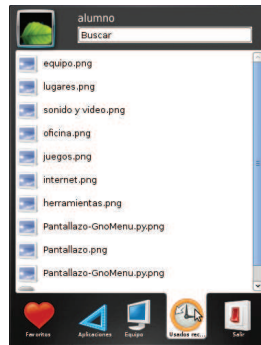 alumno
Buscar
equipo.png
lugares.png
sonido y video.png
oficina.png
juegos.png
internet.png
herramientas.png
Pantallazo-GnoMenu.py.png
Pantallazo.png
Pantallazo-GnoMenu.py.png
Favoritos Aplicaciones Equipo Usados rec... Salir